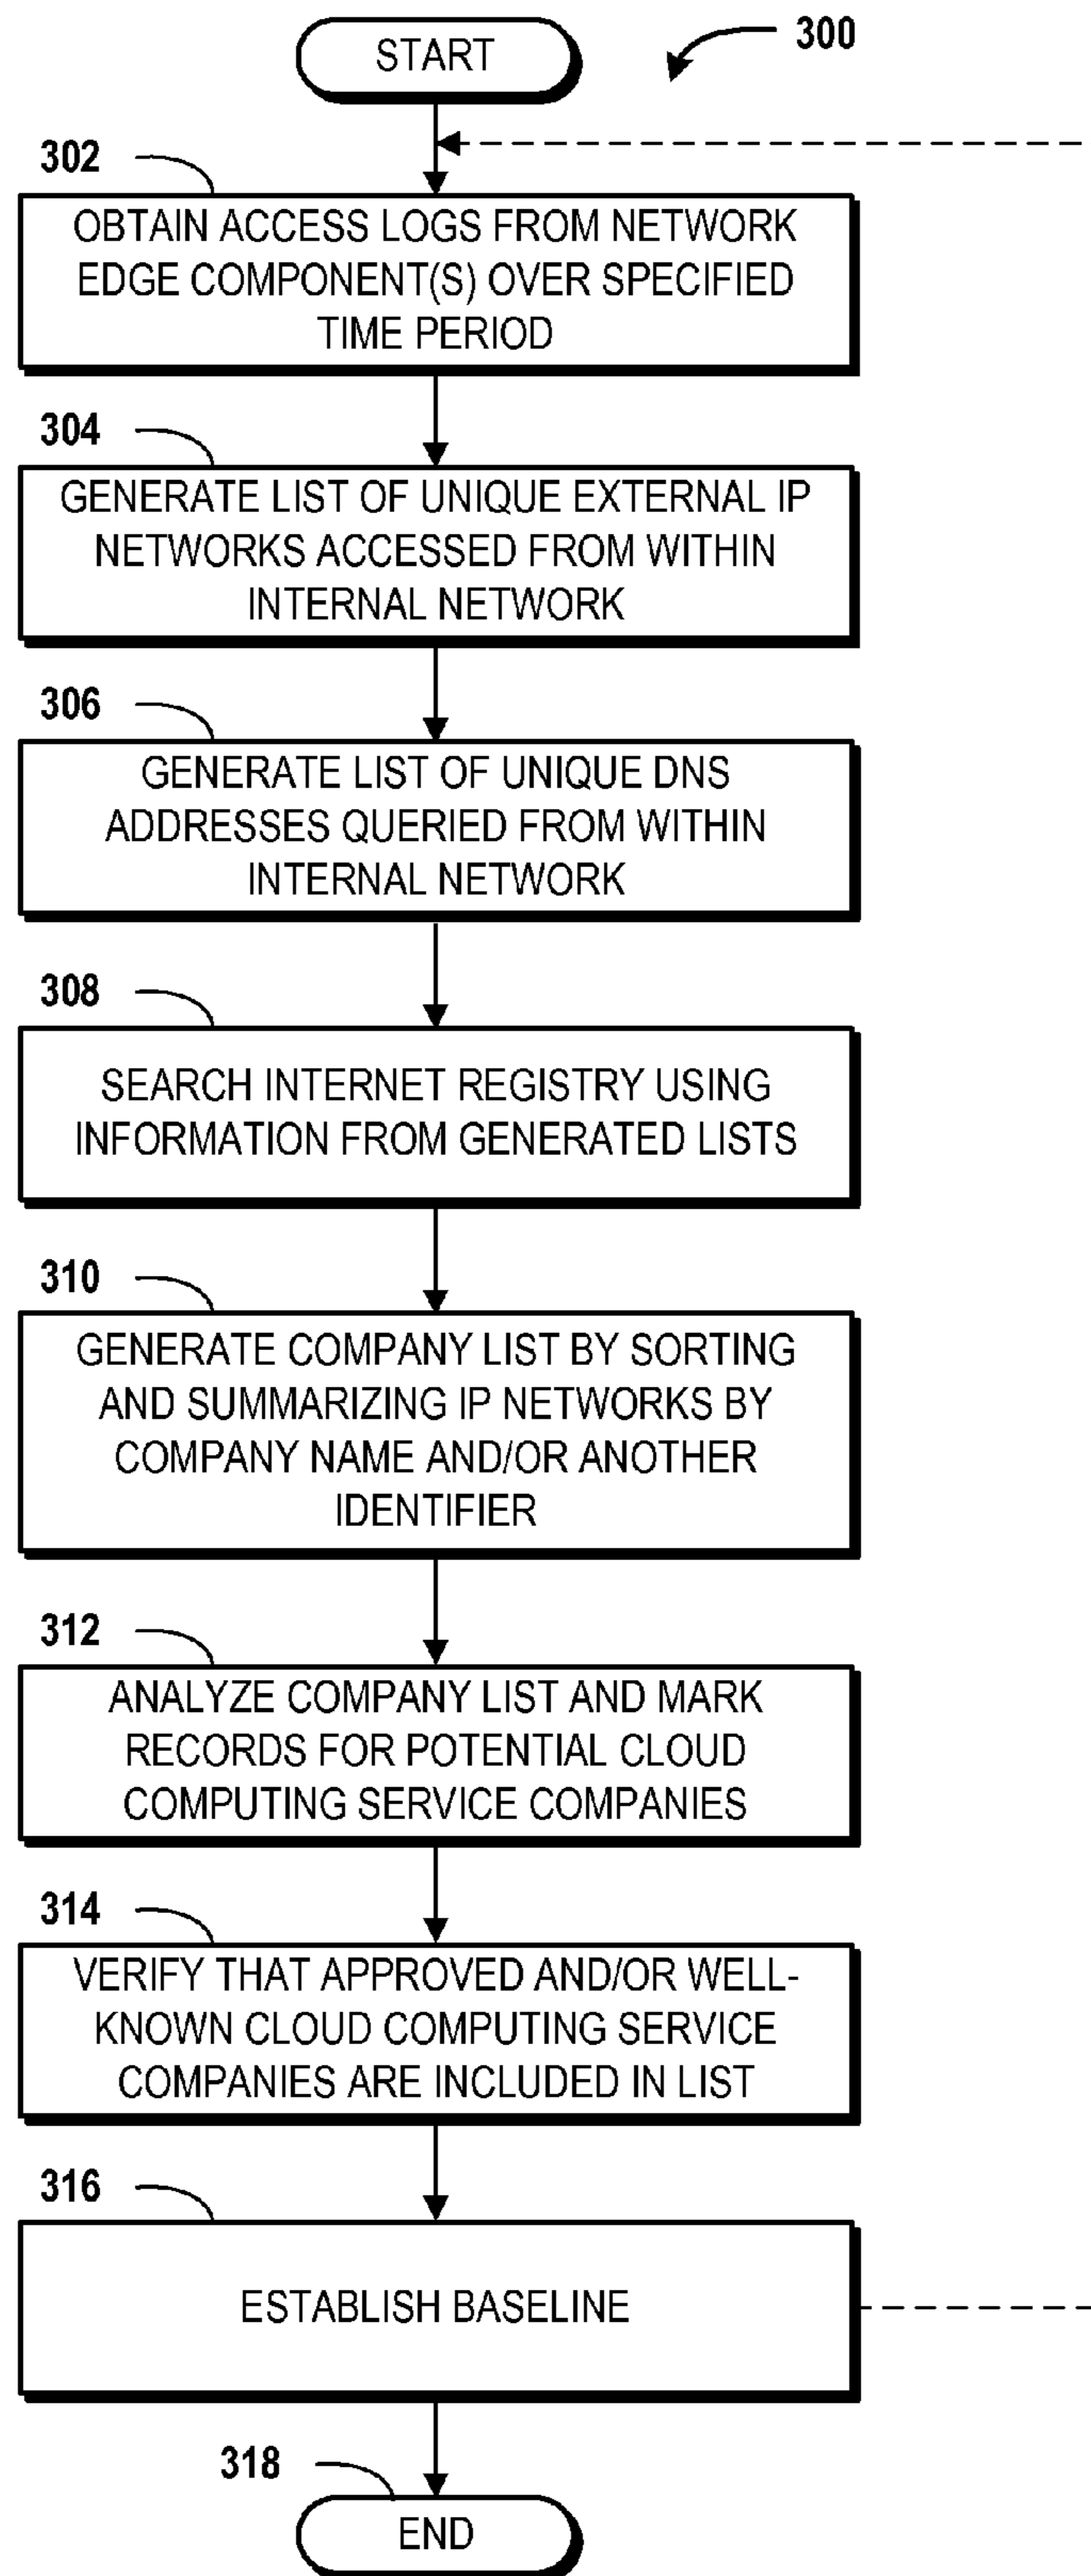 START
300
302
OBTAIN ACCESS LOGS FROM NETWORK
EDGE COMPONENT(S) OVER SPECIFIED
TIME PERIOD
304
GENERATE LIST OF UNIQUE EXTERNAL IP
NETWORKS ACCESSED FROM WITHIN
INTERNAL NETWORK
306
GENERATE LIST OF UNIQUE DNS
ADDRESSES QUERIED FROM WITHIN
INTERNAL NETWORK
308
SEARCH INTERNET REGISTRY USING
INFORMATION FROM GENERATED LISTS
310
GENERATE COMPANY LIST BY SORTING
AND SUMMARIZING IP NETWORKS BY
COMPANY NAME AND/OR ANOTHER
IDENTIFIER
312
ANALYZE COMPANY LIST AND MARK
RECORDS FOR POTENTIAL CLOUD
COMPUTING SERVICE COMPANIES
314
VERIFY THAT APPROVED AND/OR WELL-
KNOWN CLOUD COMPUTING SERVICE
COMPANIES ARE INCLUDED IN LIST
316
ESTABLISH BASELINE
318
END